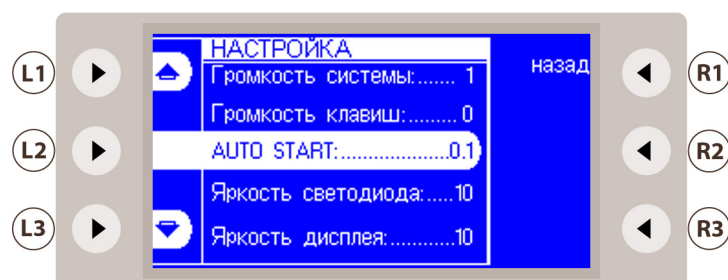 НАСТРОЙКА
L1 Громкость системы:....... 1 назад R1
Громкость клавиш:......... 0
L2 AUTO START:...................0.1 R2
Яркость светодиода:.....10
L3 Яркость дисплея:............10 R3